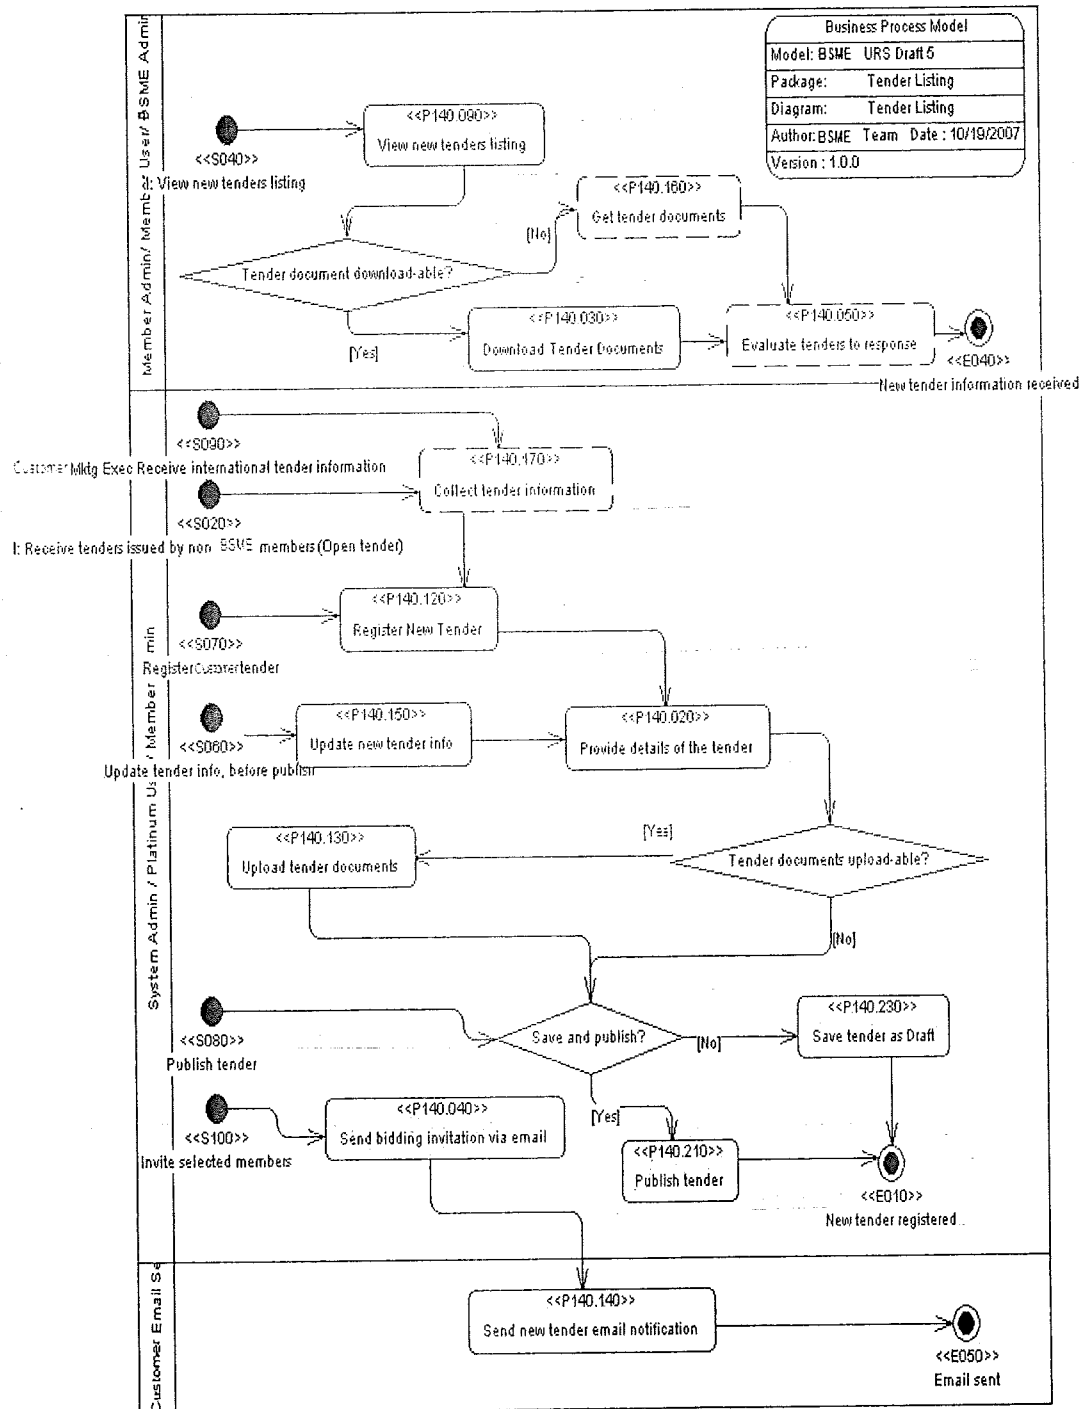 Business Process Model
Model: BSME URS Draft 5
Package: Tender Listing
Diagram: Tender Listing
Author: BSME Team Date : 10/19/2007
Version : 1.0.0
Member Admin/ Member User/ BSME Admin
<<S040>>
I: View new tenders listing
<<P140.090>>
View new tenders listing
<<P140.160>>
Get tender documents
[No]
Tender document download-able?
[Yes]
<<P140.030>>
Download Tender Documents
<<P140.050>>
Evaluate tenders to response
<<E040>>
New tender information received
System Admin / Platinum Us / Member min
<<S090>>
Customer Mktg Exec Receive international tender information
<<P140.170>>
Collect tender information
<<S020>>
I: Receive tenders issued by non BSME members (Open tender)
<<P140.120>>
Register New Tender
<<S070>>
Register Customer tender
<<P140.150>>
Update new tender info
<<P140.020>>
Provide details of the tender
<<S060>>
Update tender info, before publish
<<P140.130>>
Upload tender documents
[Yes]
Tender documents upload-able?
[No]
<<S080>>
Publish tender
Save and publish?
[No]
<<P140.230>>
Save tender as Draft
[Yes]
<<S100>>
Invite selected members
<<P140.040>>
Send bidding invitation via email
<<P140.210>>
Publish tender
<<E010>>
New tender registered..
Customer Email Se
<<P140.140>>
Send new tender email notification
<<E050>>
Email sent